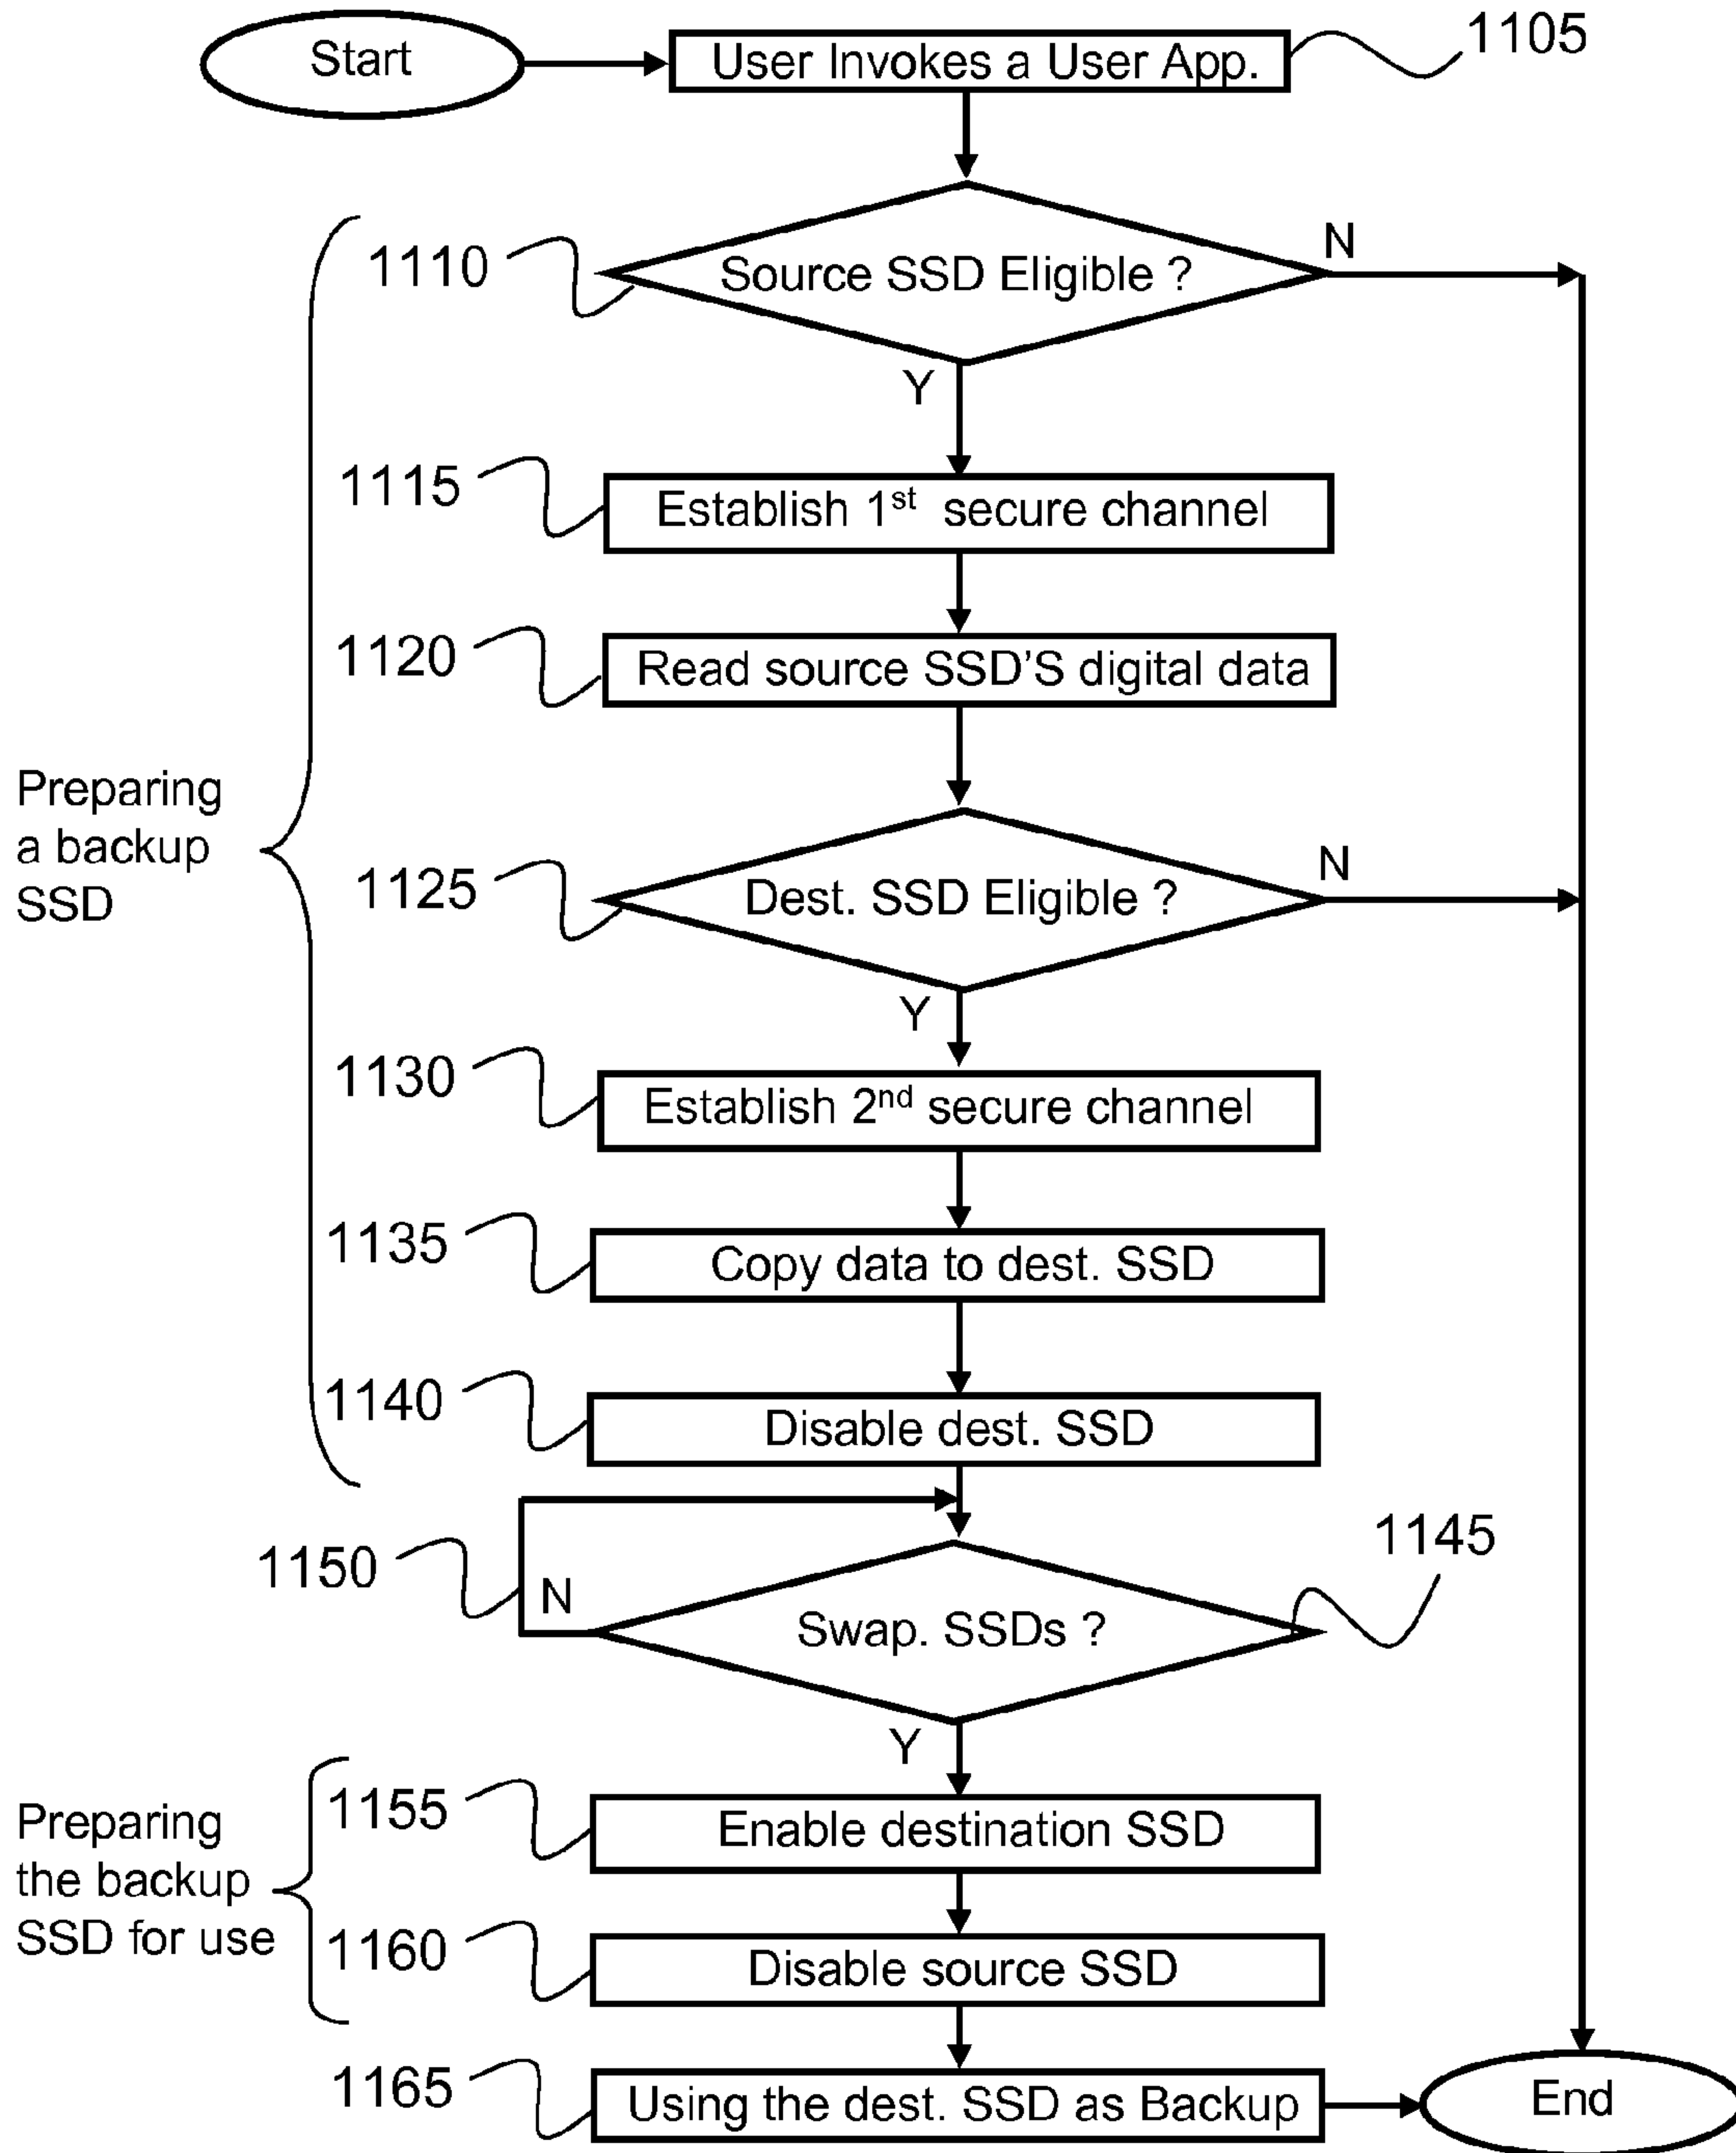 Start
User Invokes a User App.
1105
1110
Source SSD Eligible ?
N
Y
1115
Establish 1st secure channel
1120
Read source SSD'S digital data
Preparing
a backup
SSD
1125
Dest. SSD Eligible ?
N
Y
1130
Establish 2nd secure channel
1135
Copy data to dest. SSD
1140
Disable dest. SSD
1150
N
Swap. SSDs ?
1145
Y
Preparing
the backup
SSD for use
1155
Enable destination SSD
1160
Disable source SSD
1165
Using the dest. SSD as Backup
End